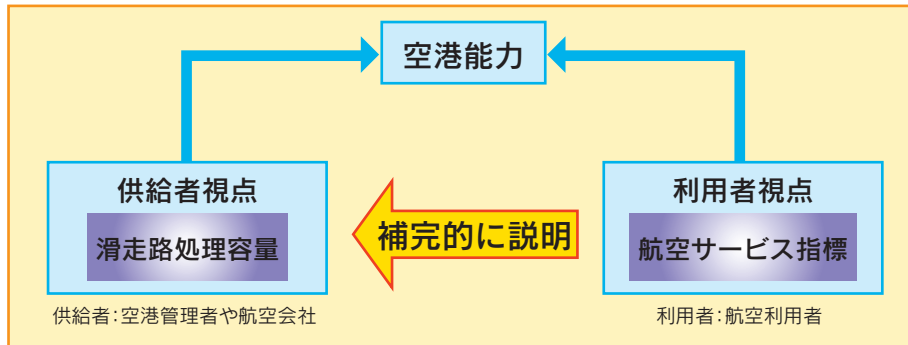 空港能力
供給者視点
滑走路処理容量
補完的に説明
利用者視点
航空サービス指標
供給者：空港管理者や航空会社
利用者：航空利用者